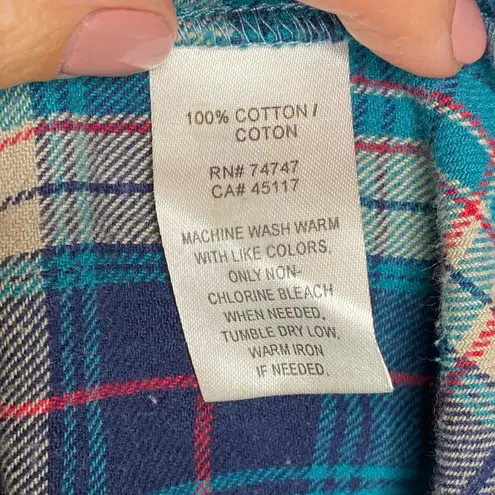 100% COTTON /
COTON
RN# 74747
CA# 45117
MACHINE WASH WARM
WITH LIKE COLORS,
ONLY NON-
CHLORINE BLEACH
WHEN NEEDED,
TUMBLE DRY LOW,
WARM IRON
IF NEEDED.